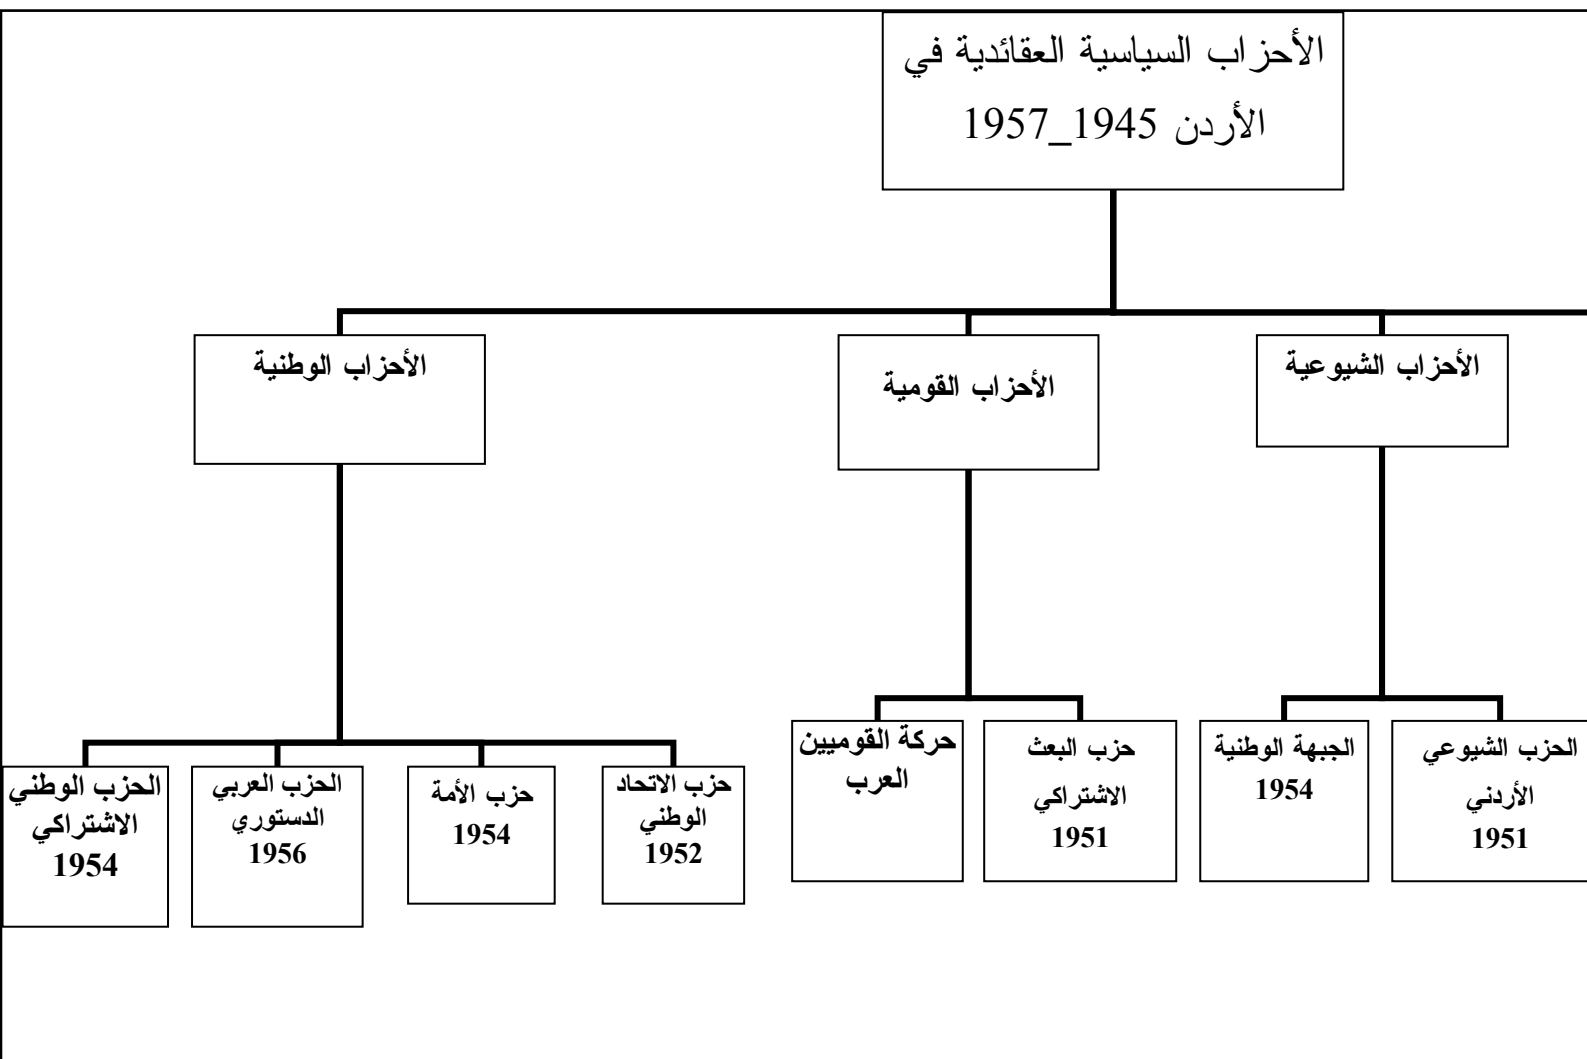 الأحزاب السياسية العقائدية في
الأردن 1945_1957
الأحزاب الشيوعية
الأحزاب القومية
الأحزاب الوطنية
الحزب الشيوعي
الأردني
1951
الجبهة الوطنية
1954
حزب البعث
الاشتراكي
1951
حركة القوميين
العرب
حزب الاتحاد
الوطني
1952
حزب الأمة
1954
الحزب العربي
الدستوري
1956
الحزب الوطني
الاشتراكي
1954